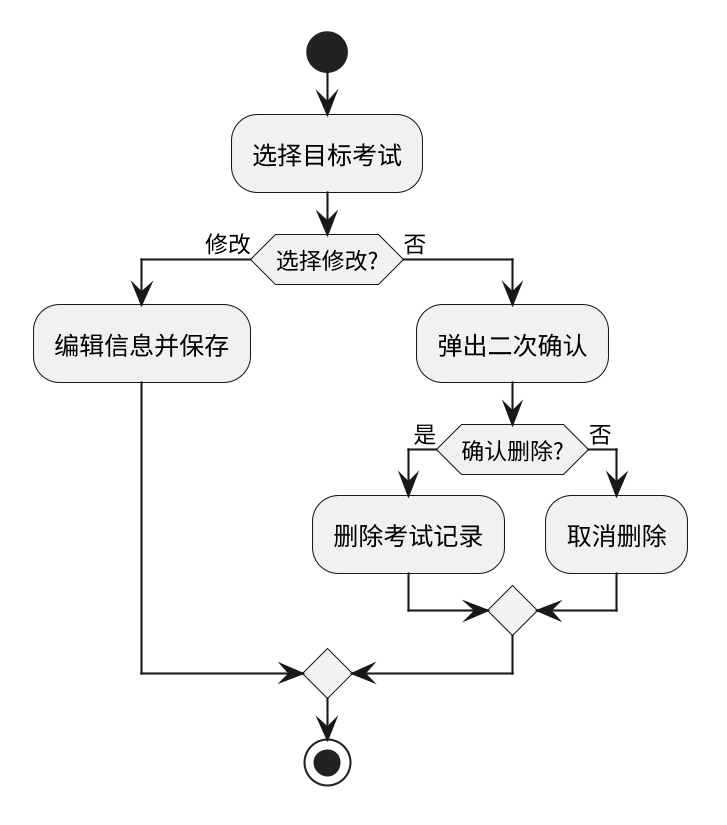 选择目标考试
修改
选择修改?
否
编辑信息并保存
弹出二次确认
是
确认删除?
否
删除考试记录
取消删除